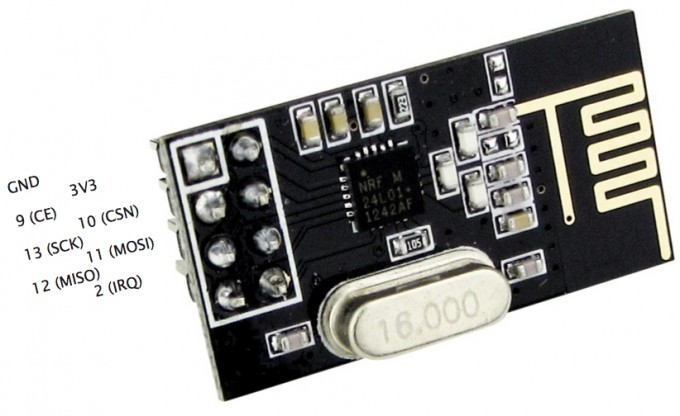 GND 3V3
9 (CE) 10 (CSN)
13 (SCK) 11 (MOSI)
12 (MISO) 2 (IRQ)
NRF M
24L01+
1242AF
105
16.000